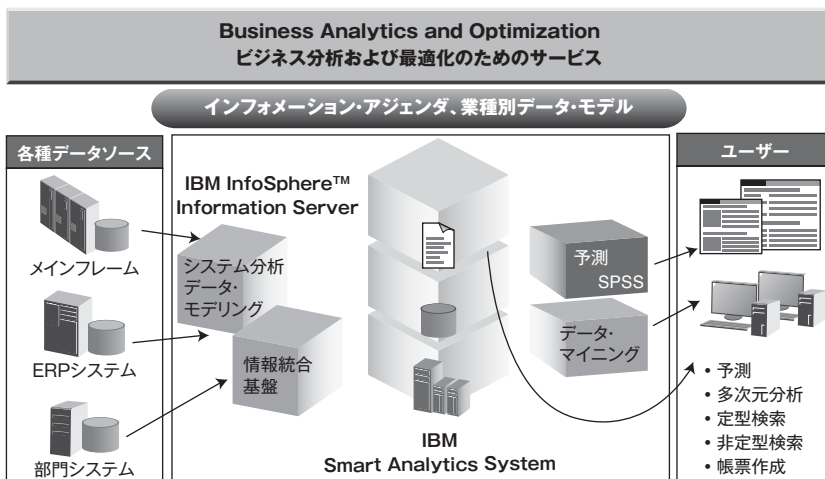 Business Analytics and Optimization
ビジネス分析および最適化のためのサービス
インフォメーション・アジェンダ、業種別データ・モデル
各種データソース
メインフレーム
ERPシステム
部門システム
IBM InfoSphere™
Information Server
システム分析
データ・
モデリング
情報統合
基盤
IBM
Smart Analytics System
予測
SPSS
データ・
マイニング
ユーザー
• 予測
• 多次元分析
• 定型検索
• 非定型検索
• 帳票作成